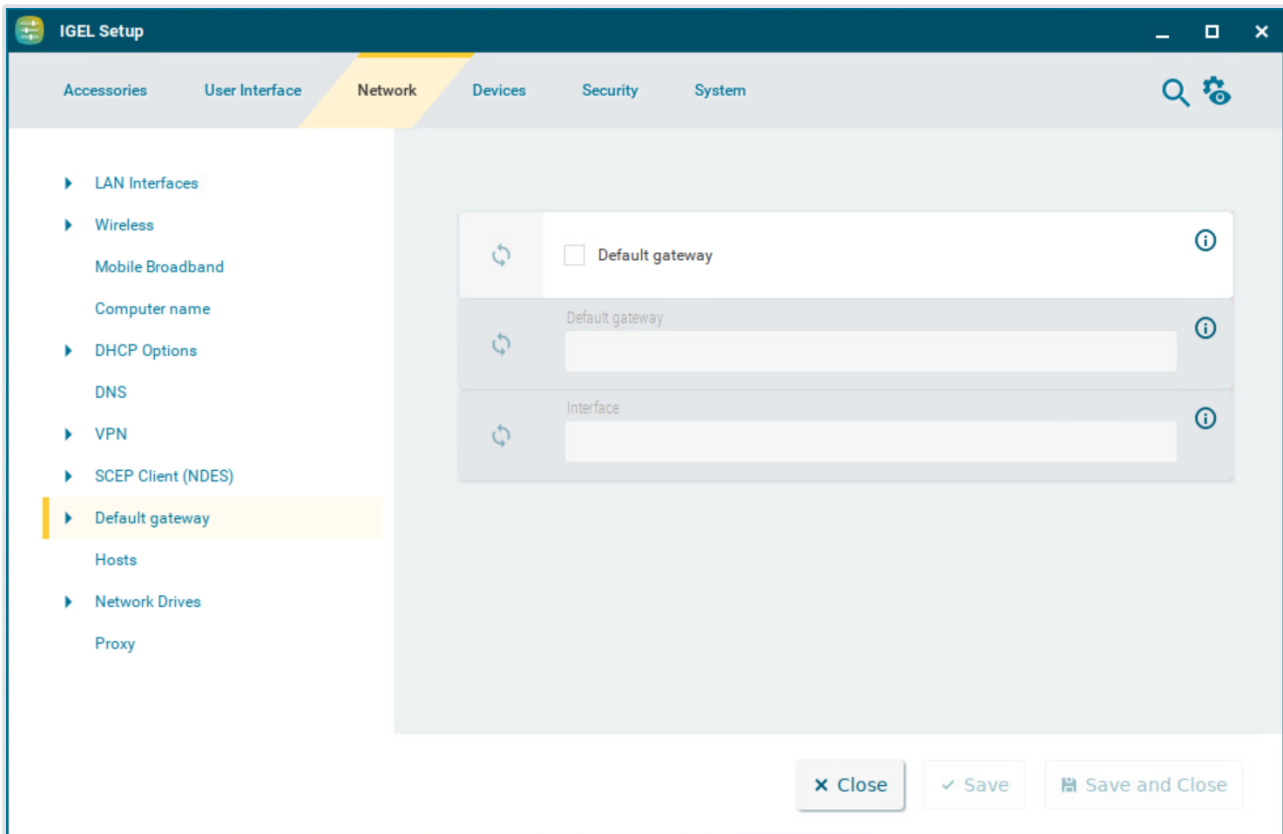 IGEL Setup
Accessories User Interface Network Devices Security System
LAN Interfaces
Wireless
Mobile Broadband
Computer name
DHCP Options
DNS
VPN
SCEP Client (NDES)
Default gateway
Hosts
Network Drives
Proxy
Default gateway
Default gateway
Interface
Close Save Save and Close